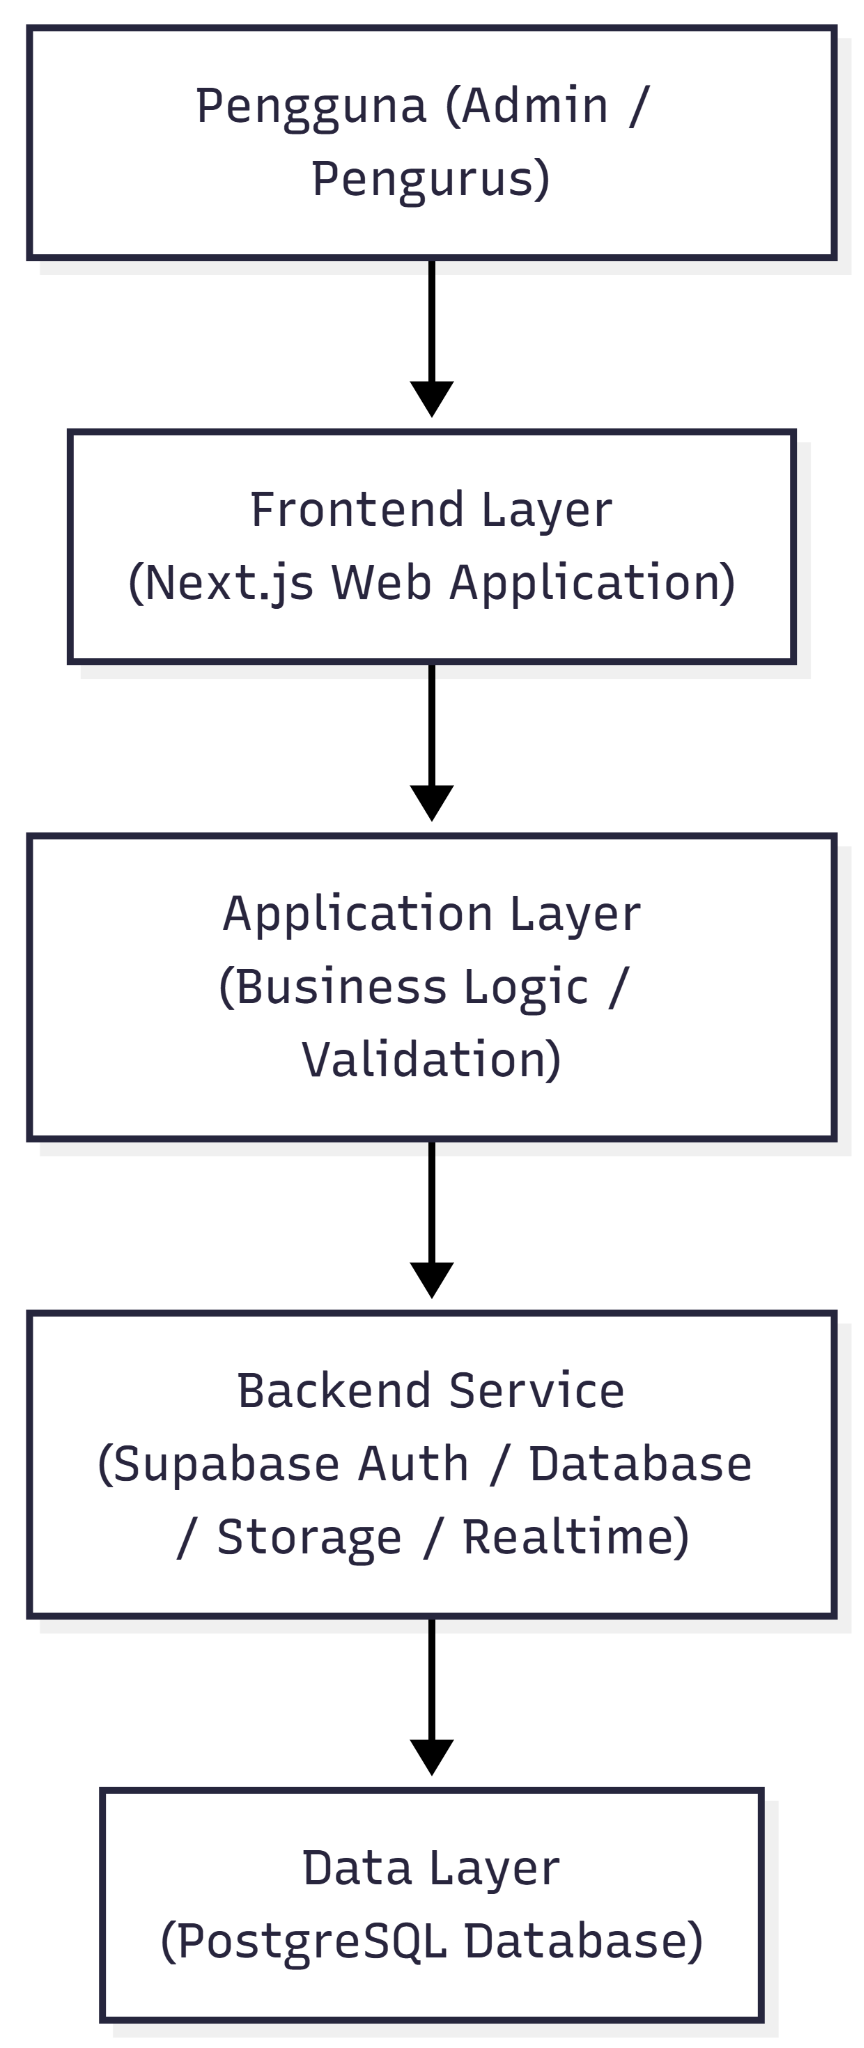 Pengguna (Admin /
Pengurus)
Frontend Layer
(Next.js Web Application)
Application Layer
(Business Logic /
Validation)
Backend Service
(Supabase Auth / Database
/ Storage / Realtime)
Data Layer
(PostgreSQL Database)